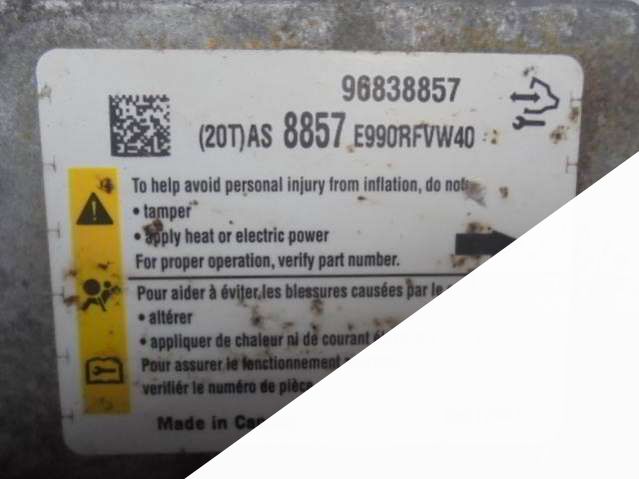 96838857
(20T)AS 8857 E990RFVW40
To help avoid personal injury from inflation, do not:
• tamper
• apply heat or electric power
For proper operation, verify part number.
Pour aider à éviter les blessures causées par le
• altérer
• appliquer de chaleur ni de courant
Pour assurer le fonctionnement
verifiér le numéro de pièce
Made in